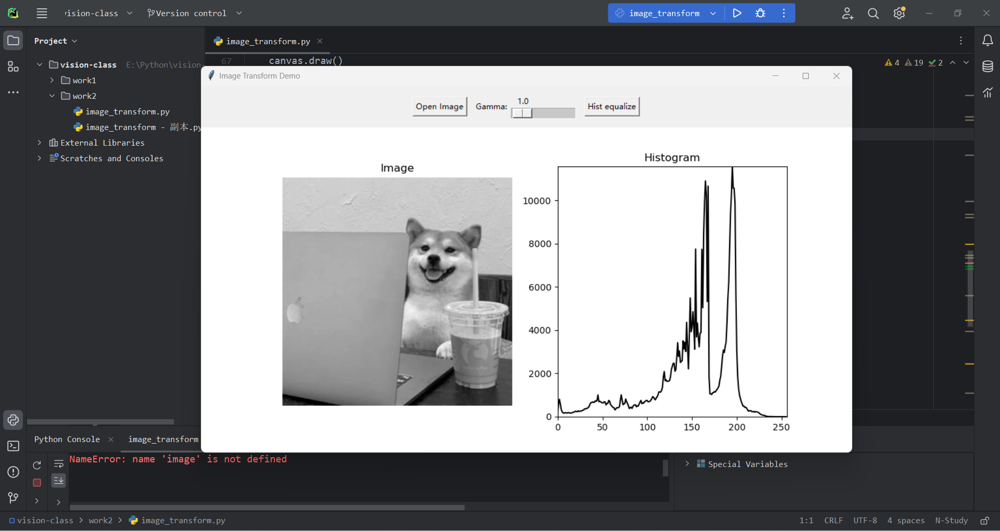 vision-class
Version control
image_transform
Project
image_transform.py
vision-class E:\Python\vision-
work1
work2
image_transform.py
image_transform - 副本.py
External Libraries
Scratches and Consoles
67 canvas.draw()
4 19 2
Image Transform Demo
Open Image
Gamma:
1.0
Hist equalize
Image
Histogram
10000
8000
6000
4000
2000
0
0 50 100 150 200 250
Python Console
image_transform
NameError: name 'image' is not defined
Special Variables
vision-class
work2
image_transform.py
1:1 CRLF UTF-8 4 spaces N-Study